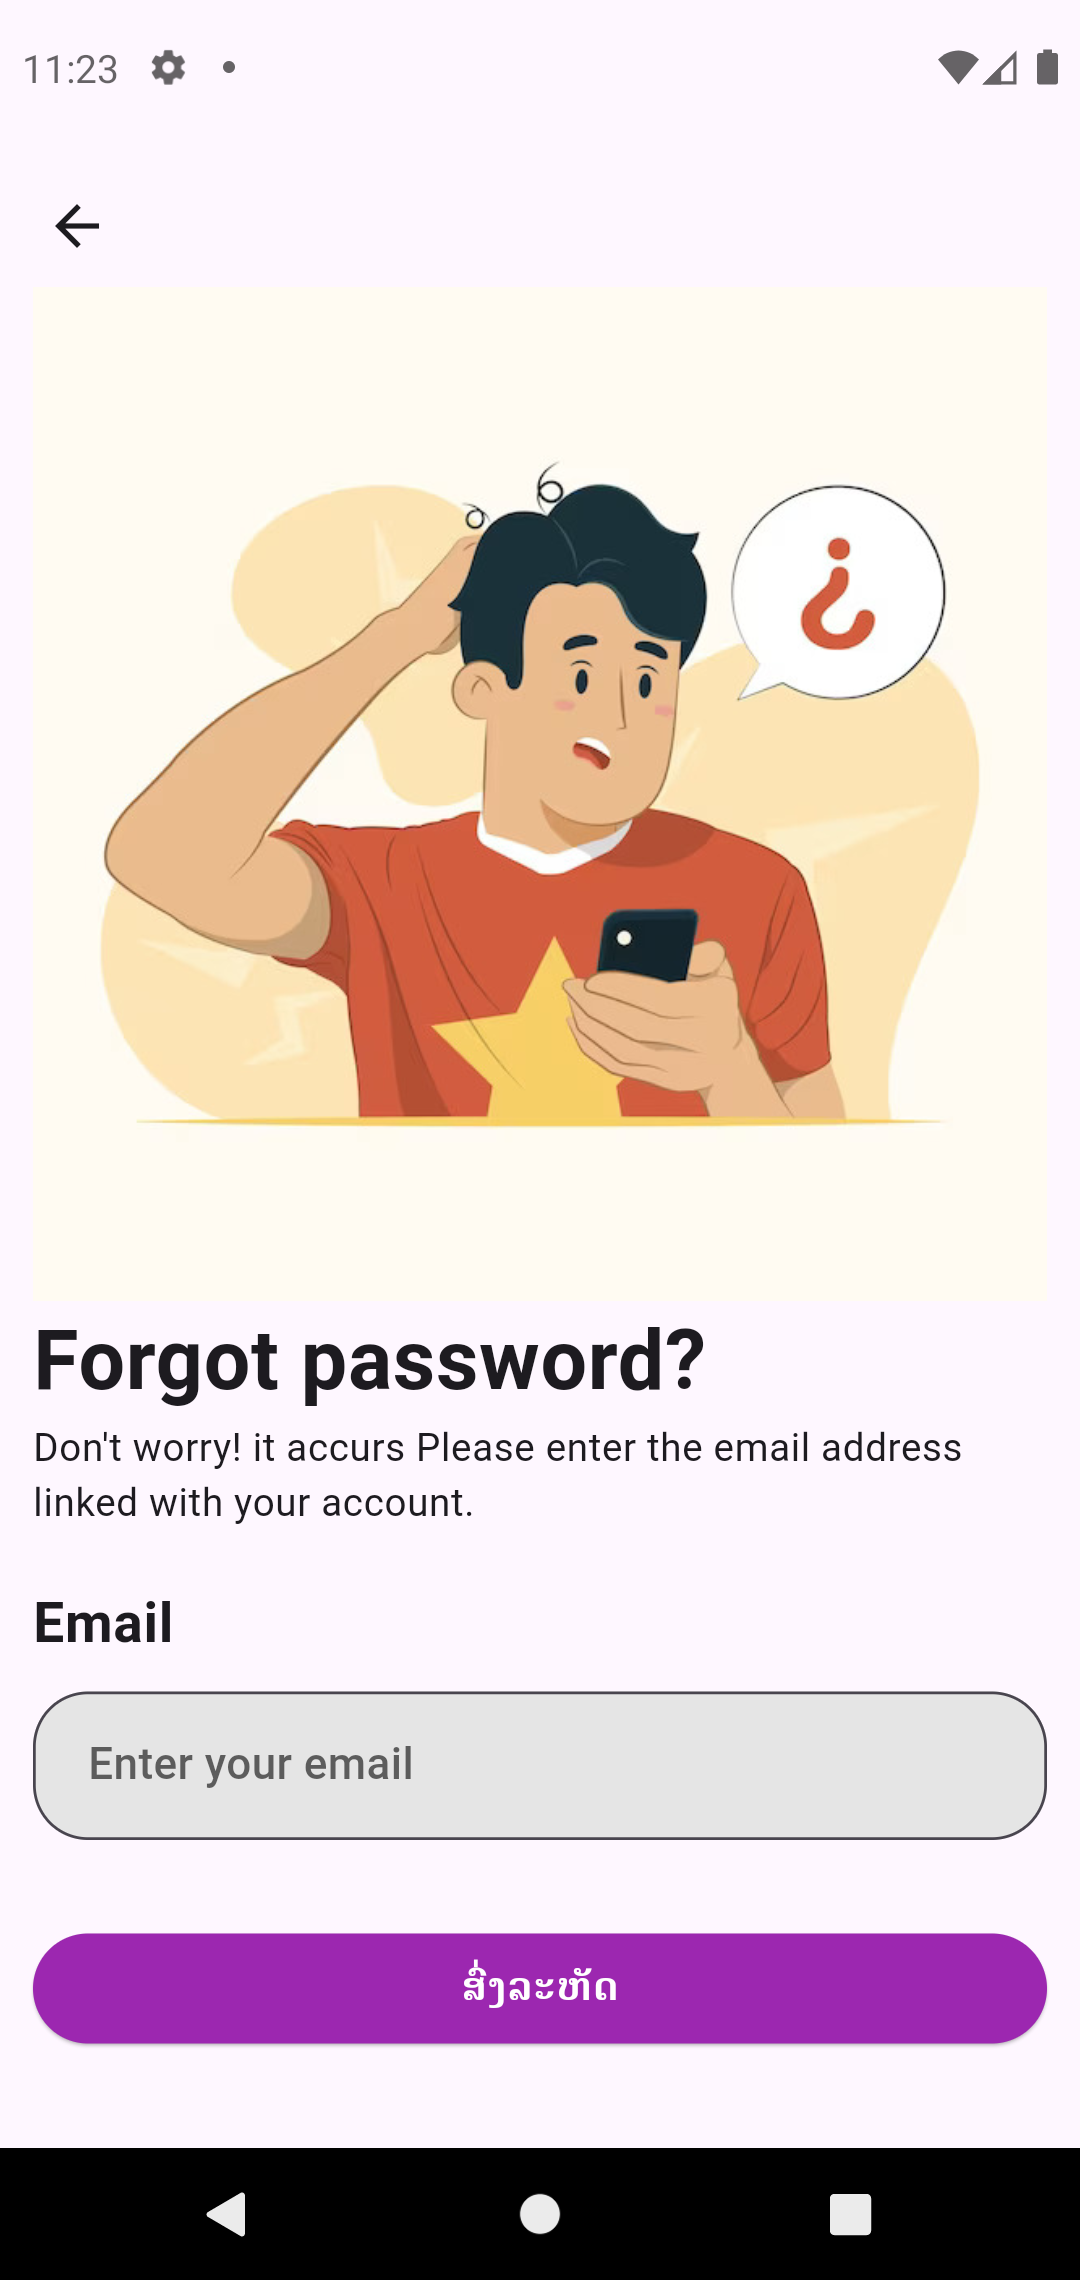 11:23
¿
Forgot password?
Don't worry! it accurs Please enter the email address
linked with your account.
Email
Enter your email
ສົ່ງລະຫັດ